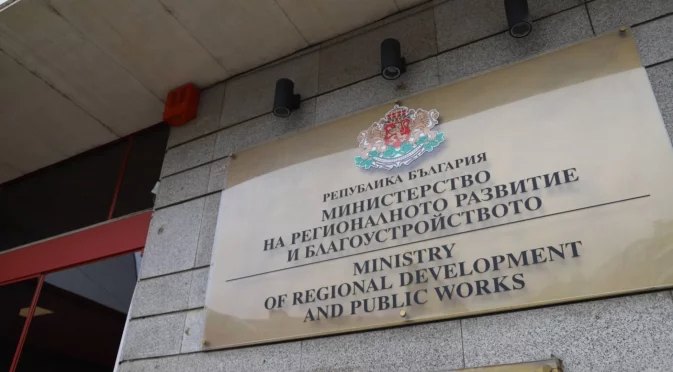 РЕПУБЛИКА БЪЛГАРИЯ
МИНИСТЕРСТВО
НА РЕГИОНАЛНОТО РАЗВИТИЕ
И БЛАГОУСТРОЙСТВОТО
MINISTRY
OF REGIONAL DEVELOPMENT
AND PUBLIC WORKS